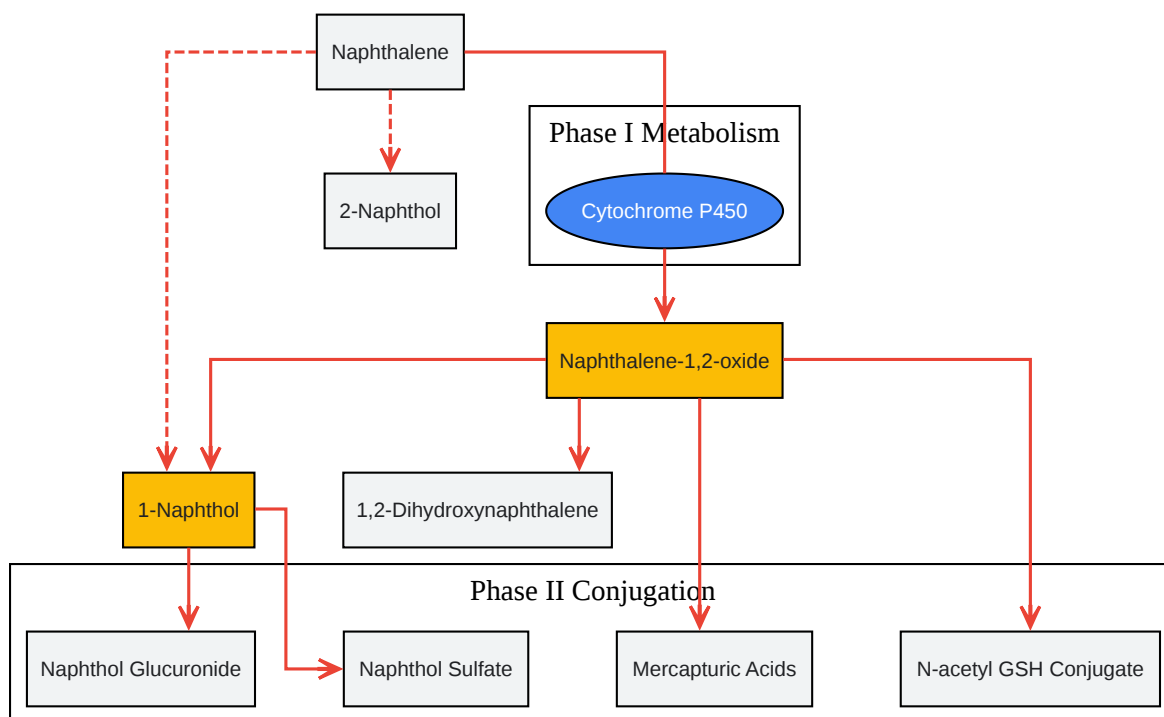 Naphthalene
Phase I Metabolism
2-Naphthol
Cytochrome P450
Naphthalene-1,2-oxide
1-Naphthol
1,2-Dihydroxynaphthalene
Phase II Conjugation
Naphthol Glucuronide
Naphthol Sulfate
Mercapturic Acids
N-acetyl GSH Conjugate